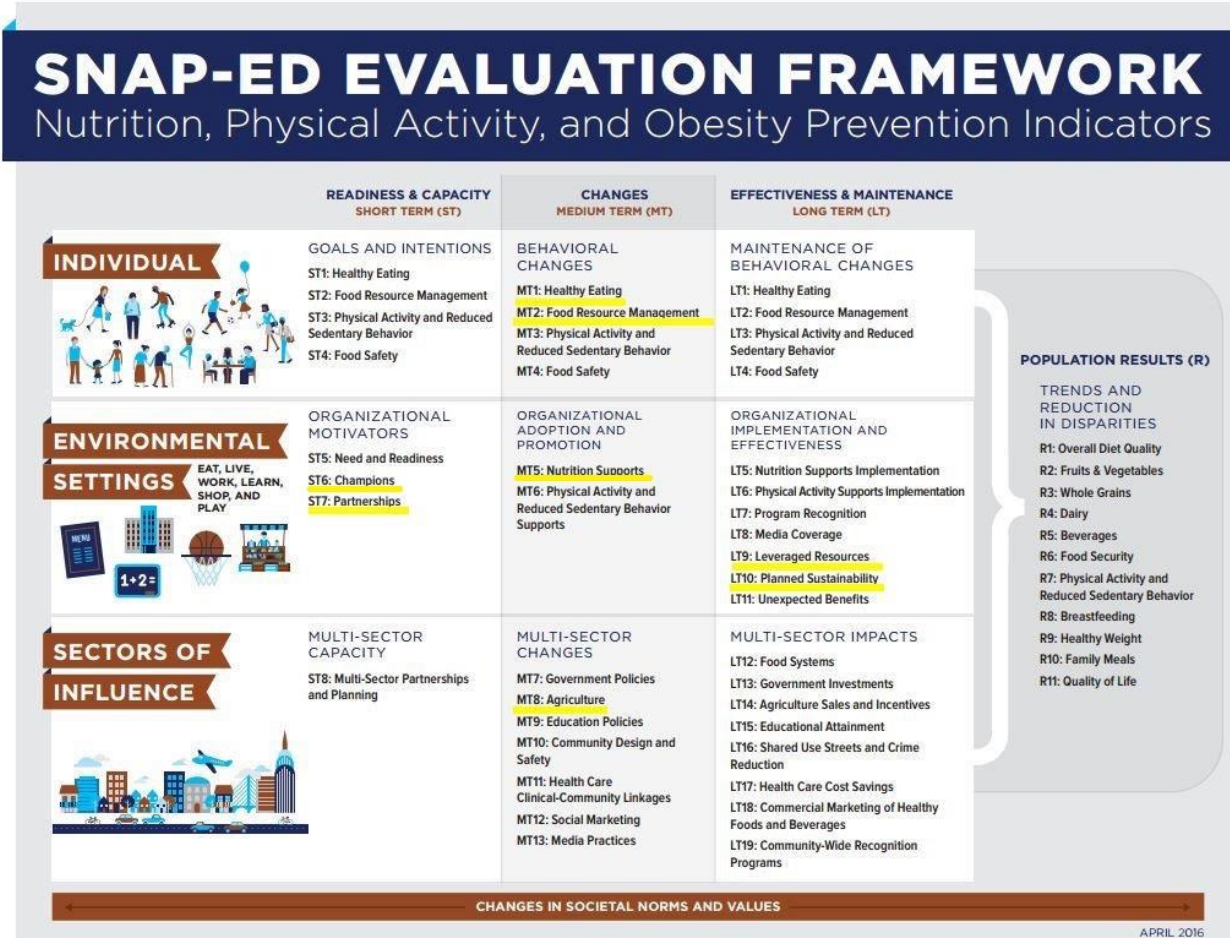 SNAP-ED EVALUATION FRAMEWORK
Nutrition, Physical Activity, and Obesity Prevention Indicators
READINESS & CAPACITY
SHORT TERM (ST)
CHANGES
MEDIUM TERM (MT)
EFFECTIVENESS & MAINTENANCE
LONG TERM (LT)
INDIVIDUAL
GOALS AND INTENTIONS
ST1: Healthy Eating
ST2: Food Resource Management
ST3: Physical Activity and Reduced
Sedentary Behavior
ST4: Food Safety
BEHAVIORAL
CHANGES
MT1: Healthy Eating
MT2: Food Resource Management
MT3: Physical Activity and
Reduced Sedentary Behavior
MT4: Food Safety
MAINTENANCE OF
BEHAVIORAL CHANGES
LT1: Healthy Eating
LT2: Food Resource Management
LT3: Physical Activity and Reduced
Sedentary Behavior
LT4: Food Safety
ENVIRONMENTAL
SETTINGS
EAT, LIVE,
WORK, LEARN,
SHOP, AND
PLAY
MENU
1+2=
ORGANIZATIONAL
MOTIVATORS
ST5: Need and Readiness
ST6: Champions
ST7: Partnerships
ORGANIZATIONAL
ADOPTION AND
PROMOTION
MT5: Nutrition Supports
MT6: Physical Activity and
Reduced Sedentary Behavior
Supports
ORGANIZATIONAL
IMPLEMENTATION AND
EFFECTIVENESS
LT5: Nutrition Supports Implementation
LT6: Physical Activity Supports Implementation
LT7: Program Recognition
LT8: Media Coverage
LT9: Leveraged Resources
LT10: Planned Sustainability
LT11: Unexpected Benefits
SECTORS OF
INFLUENCE
MULTI-SECTOR
CAPACITY
ST8: Multi-Sector Partnerships
and Planning
MULTI-SECTOR
CHANGES
MT7: Government Policies
MT8: Agriculture
MT9: Education Policies
MT10: Community Design and
Safety
MT11: Health Care
Clinical-Community Linkages
MT12: Social Marketing
MT13: Media Practices
MULTI-SECTOR IMPACTS
LT12: Food Systems
LT13: Government Investments
LT14: Agriculture Sales and Incentives
LT15: Educational Attainment
LT16: Shared Use Streets and Crime
Reduction
LT17: Health Care Cost Savings
LT18: Commercial Marketing of Healthy
Foods and Beverages
LT19: Community-Wide Recognition
Programs
POPULATION RESULTS (R)
TRENDS AND
REDUCTION
IN DISPARITIES
R1: Overall Diet Quality
R2: Fruits & Vegetables
R3: Whole Grains
R4: Dairy
R5: Beverages
R6: Food Security
R7: Physical Activity and
Reduced Sedentary Behavior
R8: Breastfeeding
R9: Healthy Weight
R10: Family Meals
R11: Quality of Life
CHANGES IN SOCIETAL NORMS AND VALUES
APRIL 2016